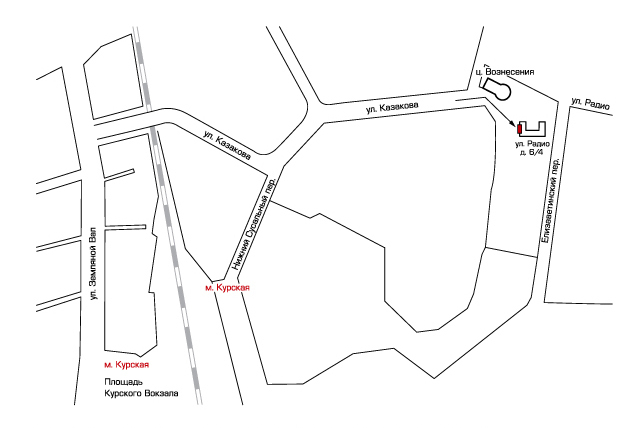 ц. Вознесения
ул. Радио
ул. Казакова
ул. Казакова
ул. Радио
д. 6/4
Елизаветинский пер.
Нижний Сусальный пер.
ул. Земляной Вал
м. Курская
м. Курская
Площадь
Курского Вокзала